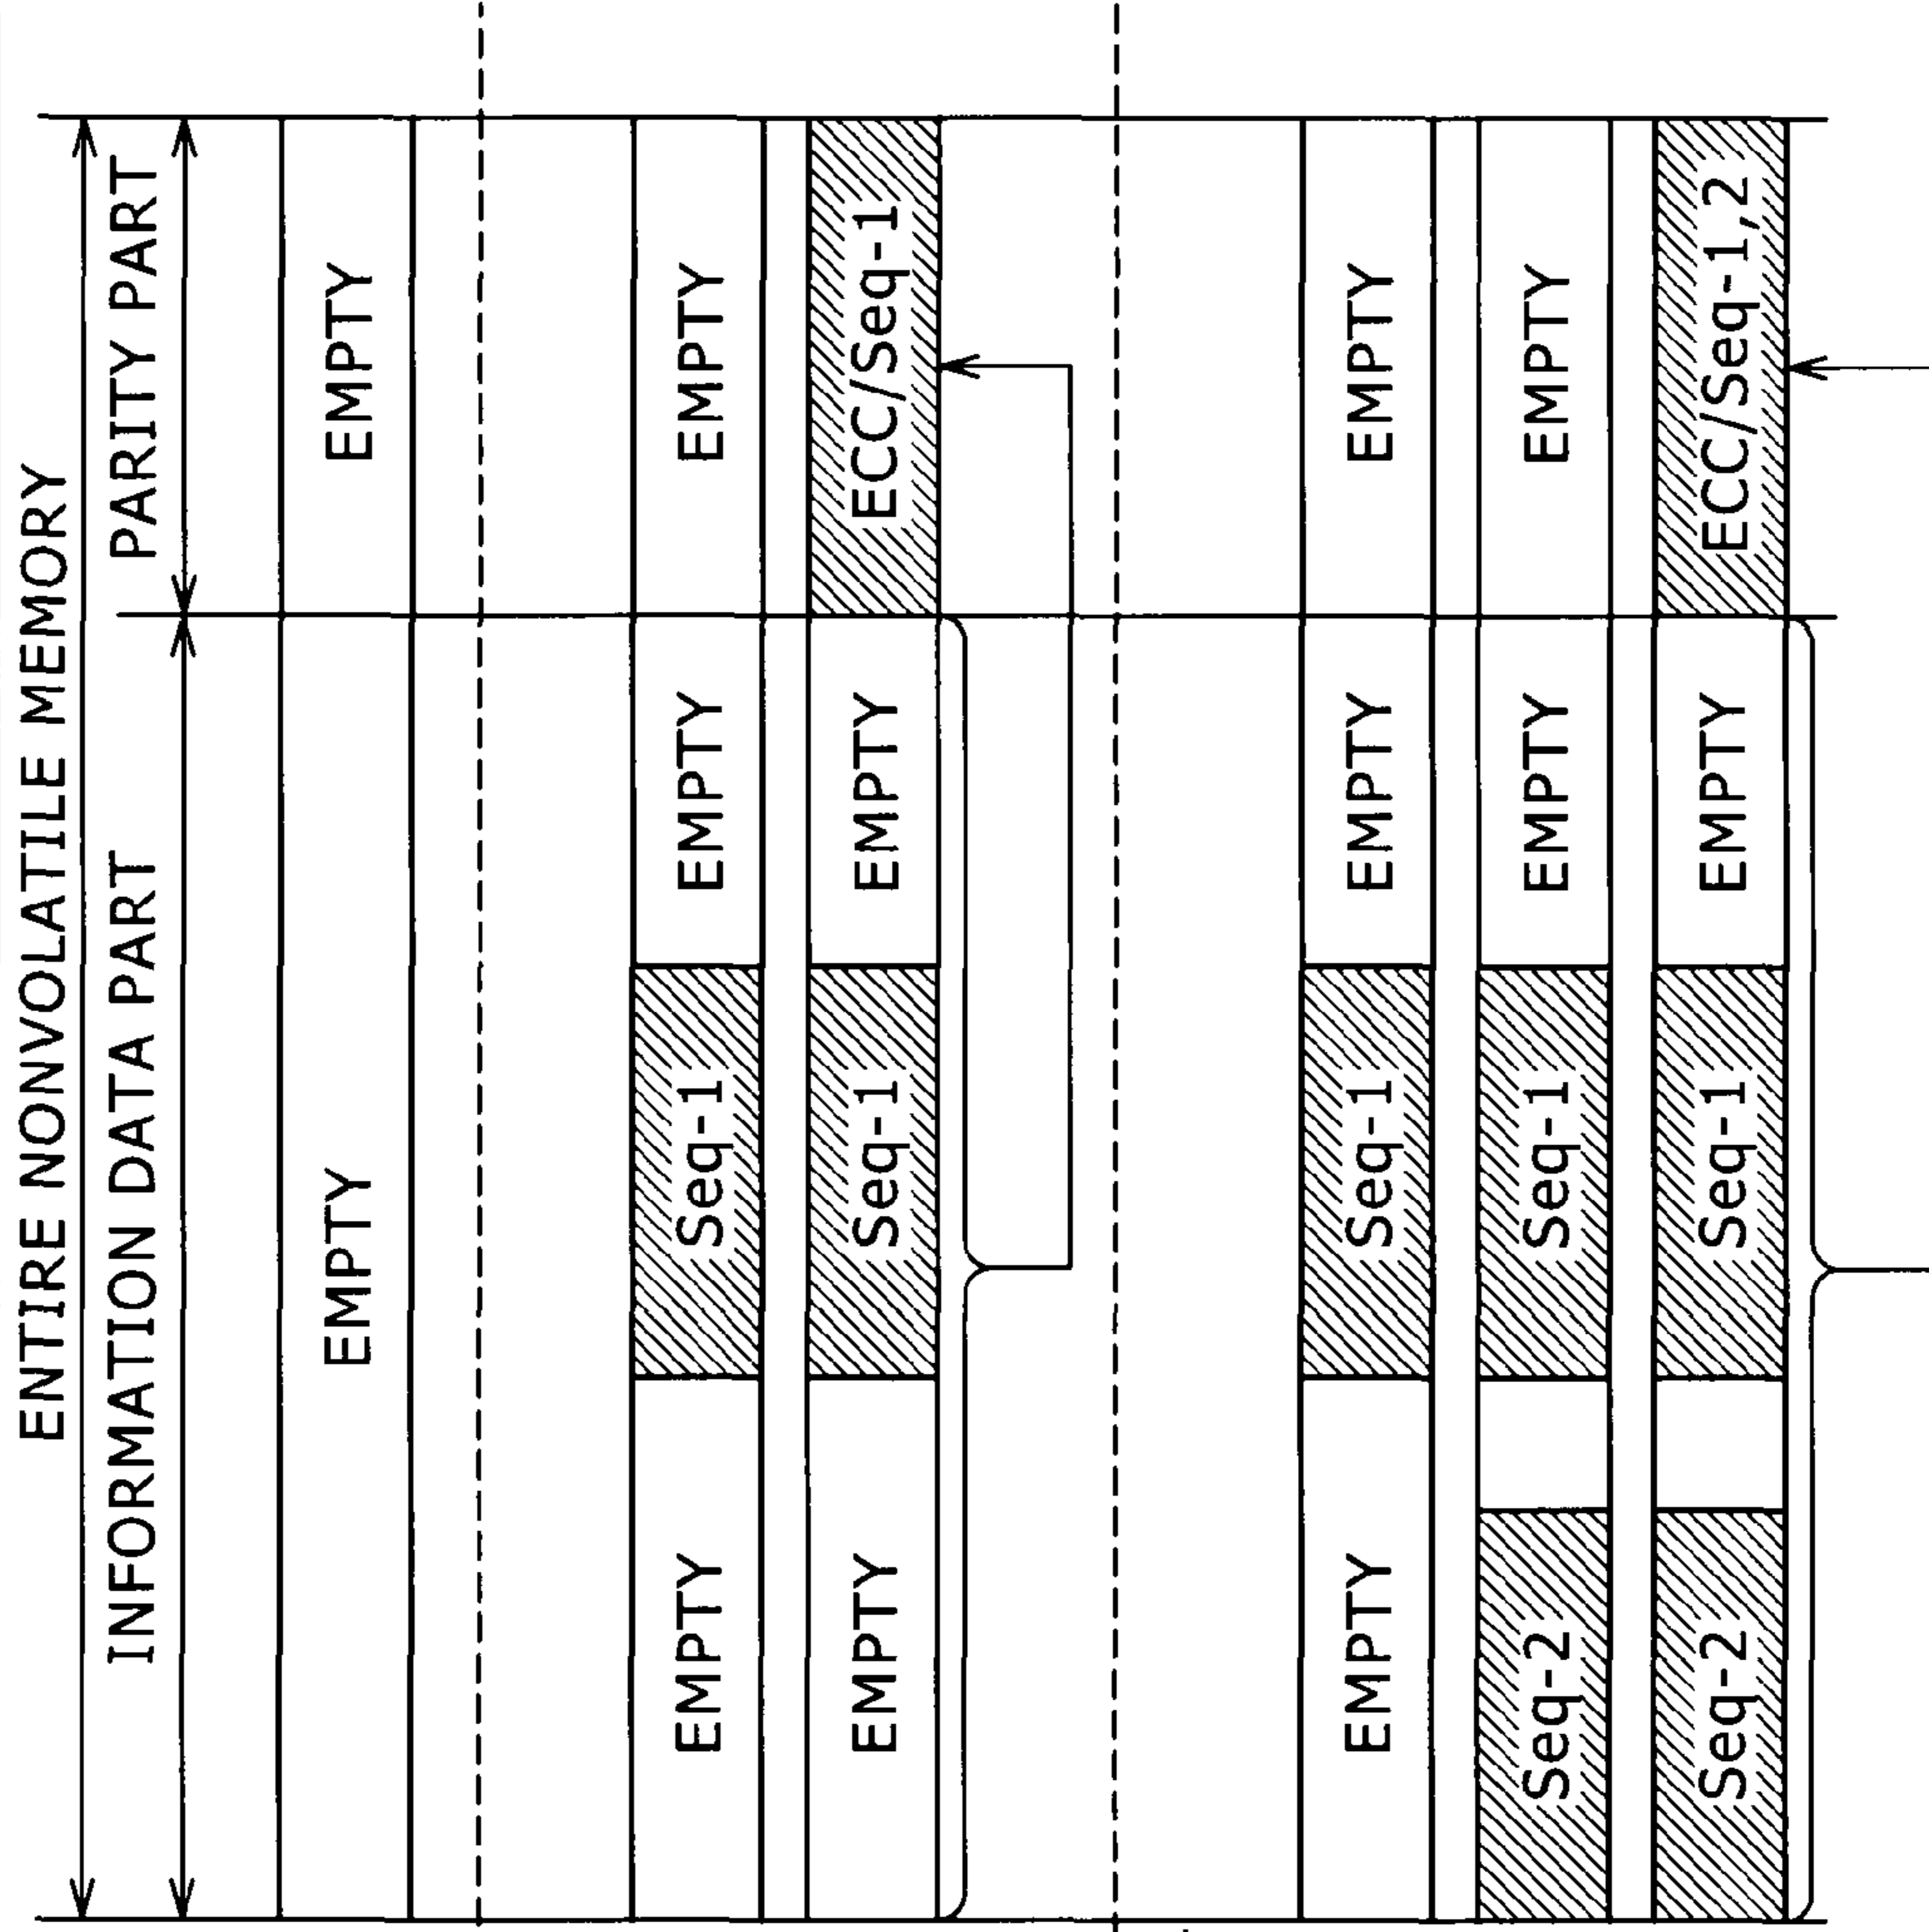 ENTIRE NONVOLATILE MEMORY
INFORMATION DATA PART
PARITY PART
EMPTY
EMPTY
EMPTY
Seq-1
EMPTY
EMPTY
EMPTY
Seq-1
EMPTY
ECC/Seq-1
EMPTY
Seq-1
EMPTY
EMPTY
Seq-2
Seq-1
EMPTY
EMPTY
Seq-2
Seq-1
EMPTY
ECC/Seq-1,2